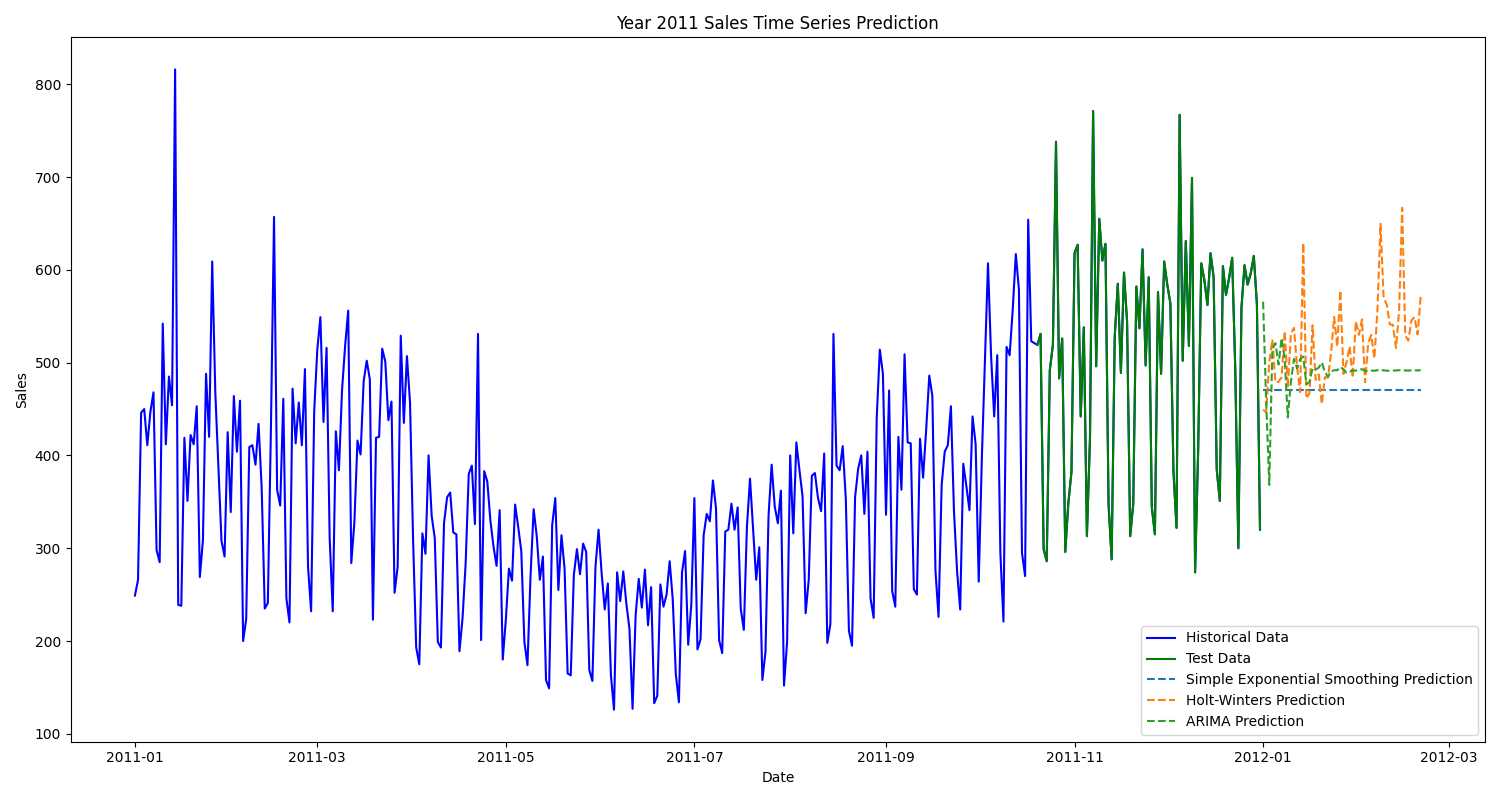 Year 2011 Sales Time Series Prediction
Sales
800
700
600
500
400
300
200
100
2011-01
2011-03
2011-05
2011-07
2011-09
2011-11
2012-01
2012-03
Date
Historical Data
Test Data
Simple Exponential Smoothing Prediction
Holt-Winters Prediction
ARIMA Prediction